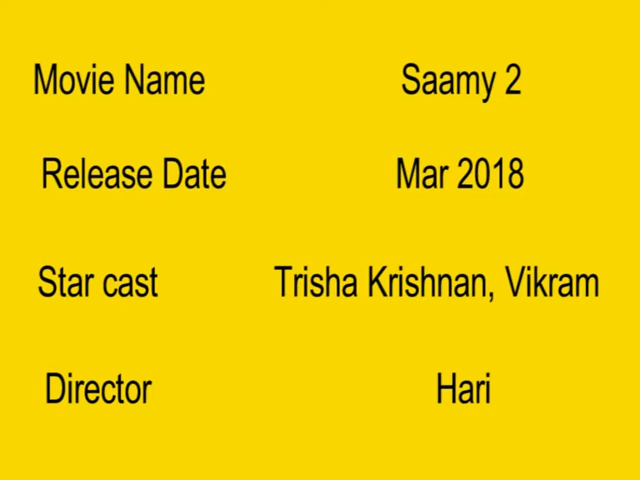 Movie Name Saamy 2
Release Date Mar 2018
Star cast Trisha Krishnan, Vikram
Director Hari